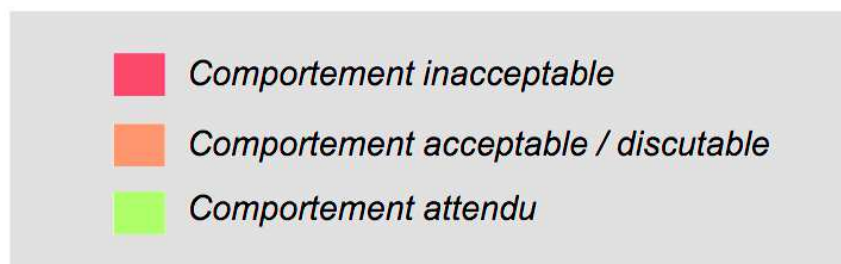 Comportement inacceptable
Comportement acceptable / discutable
Comportement attendu